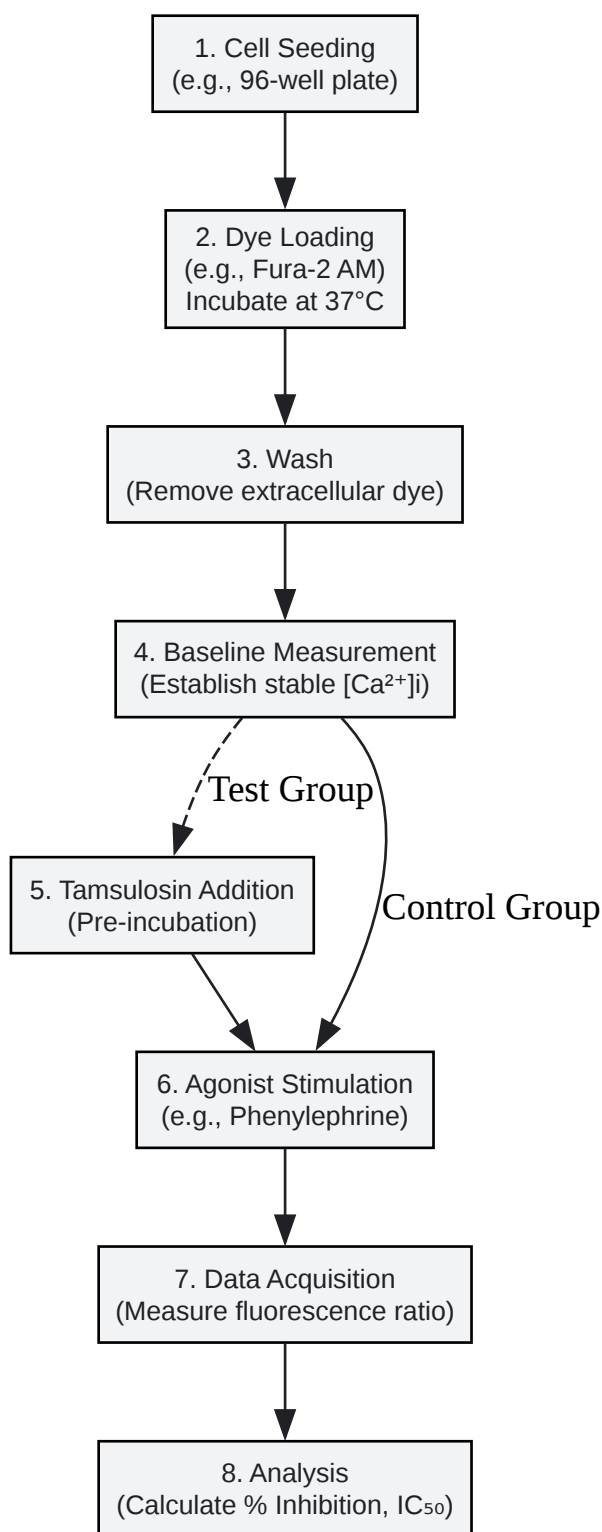 1. Cell Seeding
(e.g., 96-well plate)
2. Dye Loading
(e.g., Fura-2 AM)
Incubate at 37°C
3. Wash
(Remove extracellular dye)
4. Baseline Measurement
(Establish stable [Ca²⁺]i)
Test Group
5. Tamsulosin Addition
(Pre-incubation)
Control Group
6. Agonist Stimulation
(e.g., Phenylephrine)
7. Data Acquisition
(Measure fluorescence ratio)
8. Analysis
(Calculate % Inhibition, IC₅₀)